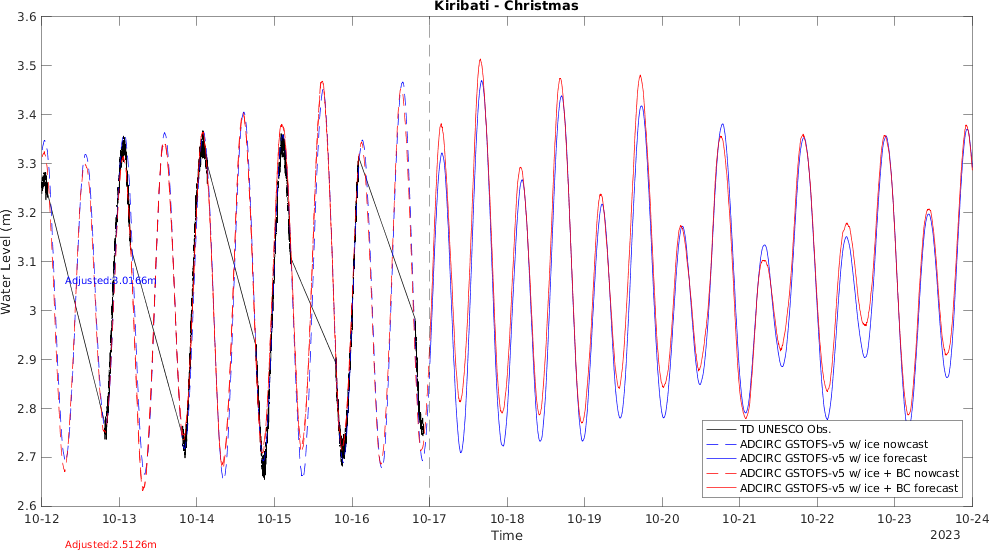 Kiribati - Christmas
3.6
3.5
3.4
3.3
3.2
3.1
3
2.9
2.8
2.7
2.6
Water Level (m)
Adjusted:3.0166m
TD UNESCO Obs.
ADCIRC GSTOFS-v5 w/ ice nowcast
ADCIRC GSTOFS-v5 w/ ice forecast
ADCIRC GSTOFS-v5 w/ ice + BC nowcast
ADCIRC GSTOFS-v5 w/ ice + BC forecast
10-12 10-13 10-14 10-15 10-16 10-17 10-18 10-19 10-20 10-21 10-22 10-23 10-24
Time
2023
Adjusted:2.5126m